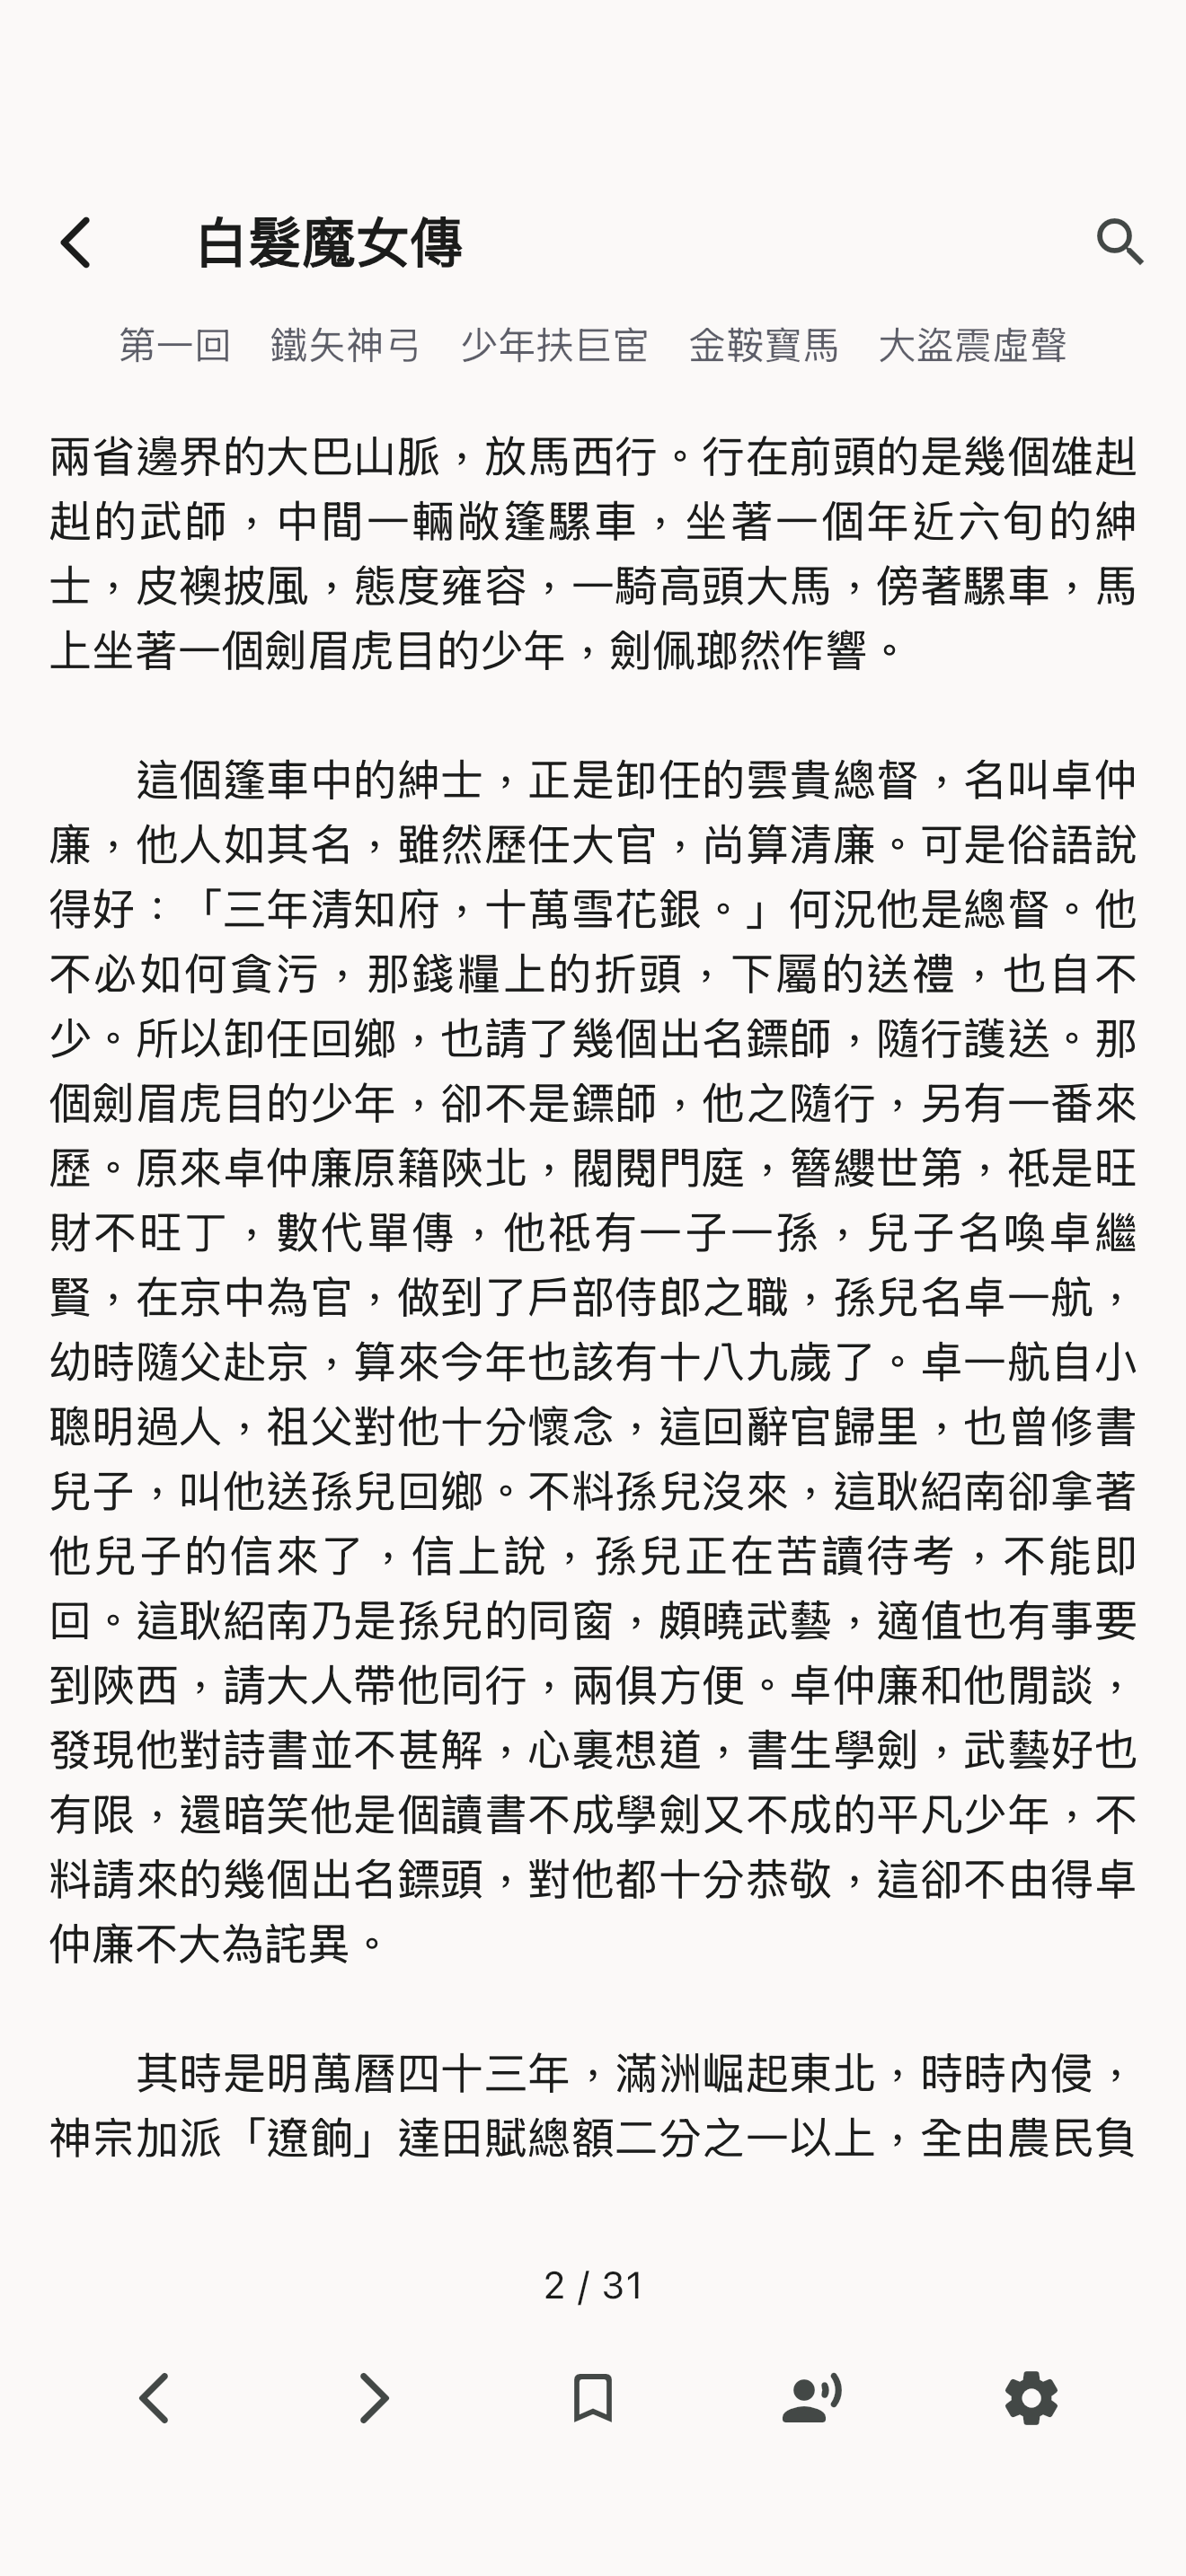 白髮魔女傳
第一回　鐵矢神弓　少年扶巨宦　金鞍寶馬　大盜震虛聲
兩省邊界的大巴山脈，放馬西行。行在前頭的是幾個雄赳
赳的武師，中間一輛敞篷騾車，坐著一個年近六旬的紳
士，皮襖披風，態度雍容，一騎高頭大馬，傍著騾車，馬
上坐著一個劍眉虎目的少年，劍佩瑯然作響。
這個篷車中的紳士，正是卸任的雲貴總督，名叫卓仲
廉，他人如其名，雖然歷任大官，尚算清廉。可是俗語說
得好：「三年清知府，十萬雪花銀。」何況他是總督。他
不必如何貪污，那錢糧上的折頭，下屬的送禮，也自不
少。所以卸任回鄉，也請了幾個出名鏢師，隨行護送。那
個劍眉虎目的少年，卻不是鏢師，他之隨行，另有一番來
歷。原來卓仲廉原籍陝北，閥閱門庭，簪纓世第，祇是旺
財不旺丁，數代單傳，他祇有一子一孫，兒子名喚卓繼
賢，在京中為官，做到了戶部侍郎之職，孫兒名卓一航，
幼時隨父赴京，算來今年也該有十八九歲了。卓一航自小
聰明過人，祖父對他十分懷念，這回辭官歸里，也曾修書
兒子，叫他送孫兒回鄉。不料孫兒沒來，這耿紹南卻拿著
他兒子的信來了，信上說，孫兒正在苦讀待考，不能即
回。這耿紹南乃是孫兒的同窗，頗曉武藝，適值也有事要
到陝西，請大人帶他同行，兩俱方便。卓仲廉和他閒談，
發現他對詩書並不甚解，心裏想道，書生學劍，武藝好也
有限，還暗笑他是個讀書不成學劍又不成的平凡少年，不
料請來的幾個出名鏢頭，對他都十分恭敬，這卻不由得卓
仲廉不大為詫異。
其時是明萬曆四十三年，滿洲崛起東北，時時內侵，
神宗加派「遼餉」達田賦總額二分之一以上，全由農民負
2 / 31